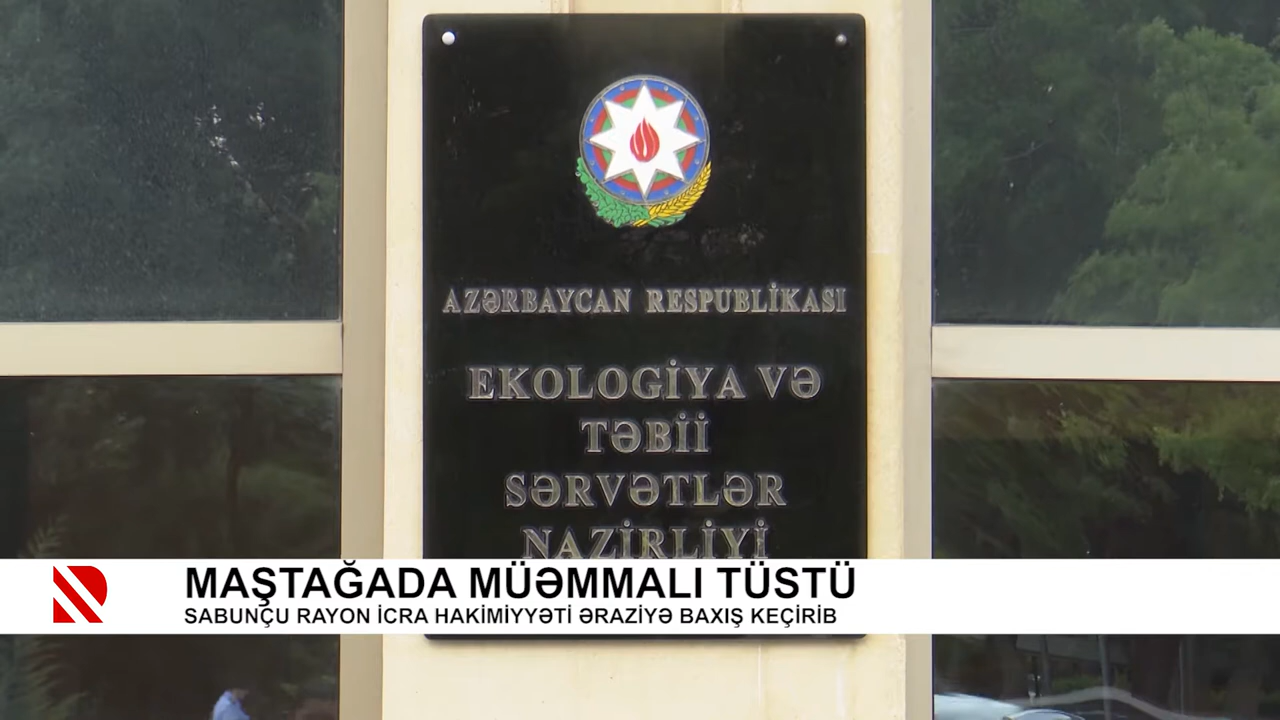 AZƏRBAYCAN RESPUBLİKASI
EKOLOGİYA VƏ
TƏBİİ
SƏRVƏTLƏR
NAZİRLİYİ
MAŞTAĞADA MÜƏMMALI TÜSTÜ
SABUNÇU RAYON İCRA HAKİMİYYƏTİ ƏRAZİYƏ BAXIŞ KEÇİRİB